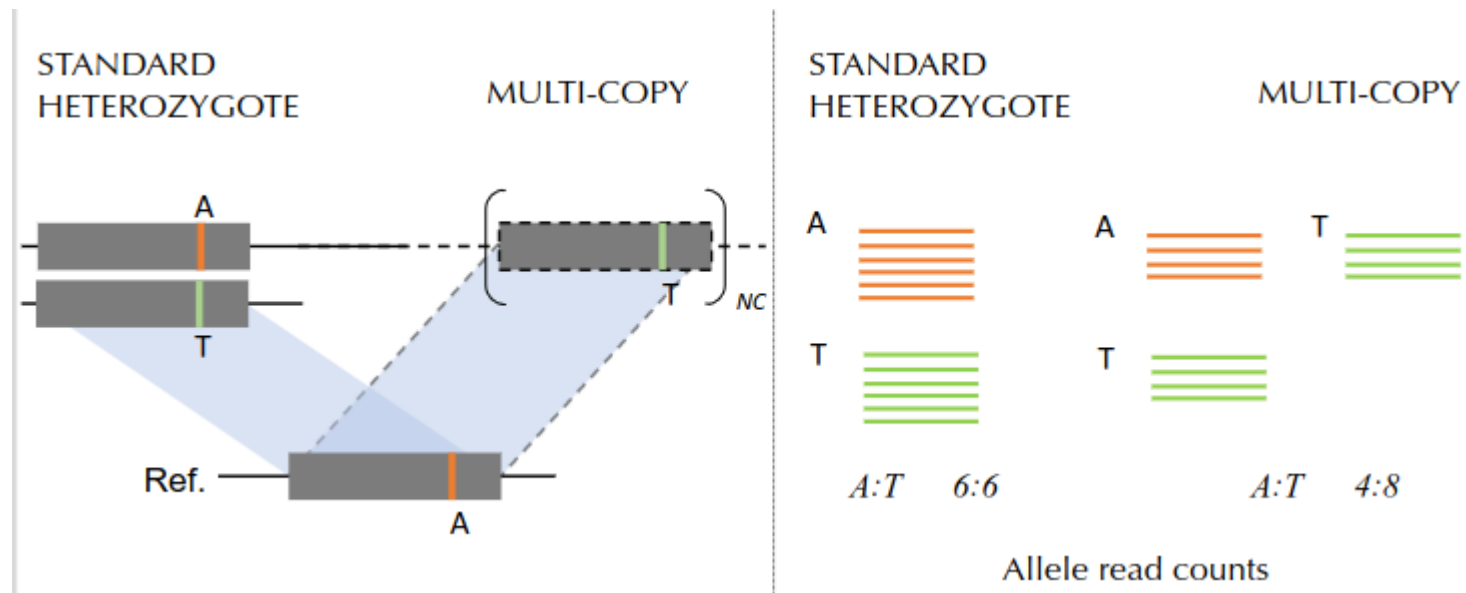 STANDARD
HETEROZYGOTE
MULTI-COPY
A
T
T
NC
Ref.
A
STANDARD
HETEROZYGOTE
MULTI-COPY
A
A
T
T
T
A:T 6:6
A:T 4:8
Allele read counts